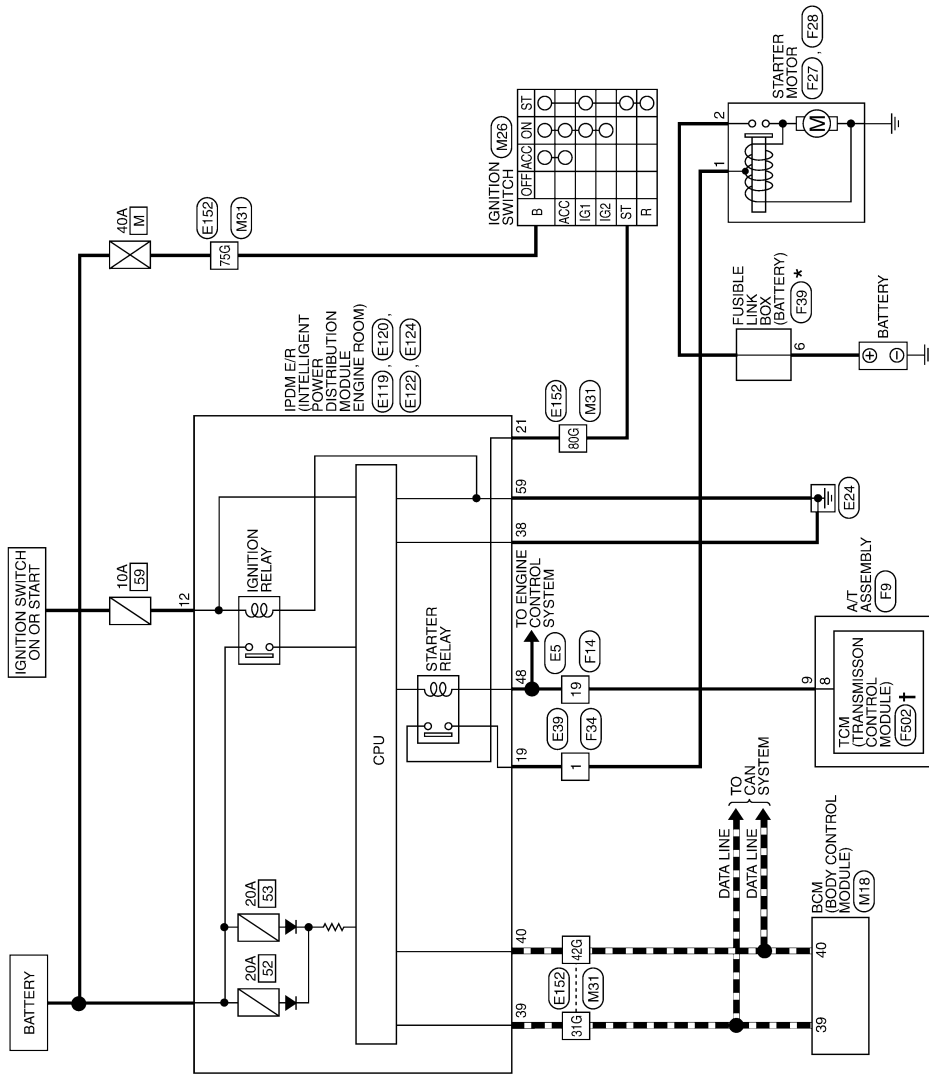 BATTERY
IGNITION SWITCH
ON OR START
40A
M
10A
59
E152
M31
75G
IGNITION
SWITCH
M26
OFF
ACC
ON
ST
B
ACC
IG1
IG2
ST
R
IPDM E/R
(INTELLIGENT
POWER
DISTRIBUTION
MODULE
ENGINE ROOM)
E119 , E120 ,
E122 , E124
12
20A
52
20A
53
IGNITION
RELAY
CPU
STARTER
RELAY
39
40
19
48
38
59
21
E152
M31
31G
42G
E39
F34
1
E5
F14
19
TO ENGINE
CONTROL
SYSTEM
E152
M31
80G
DATA LINE
DATA LINE
TO
CAN
SYSTEM
39
40
BCM
(BODY CONTROL
MODULE)
M18
9
8
TCM
(TRANSMISSON
CONTROL
MODULE)
F502 †
A/T
ASSEMBLY
F9
E24
FUSIBLE
LINK
BOX
(BATTERY)
F39 *
6
BATTERY
+
-
1
2
M
STARTER
MOTOR
F27 , F28